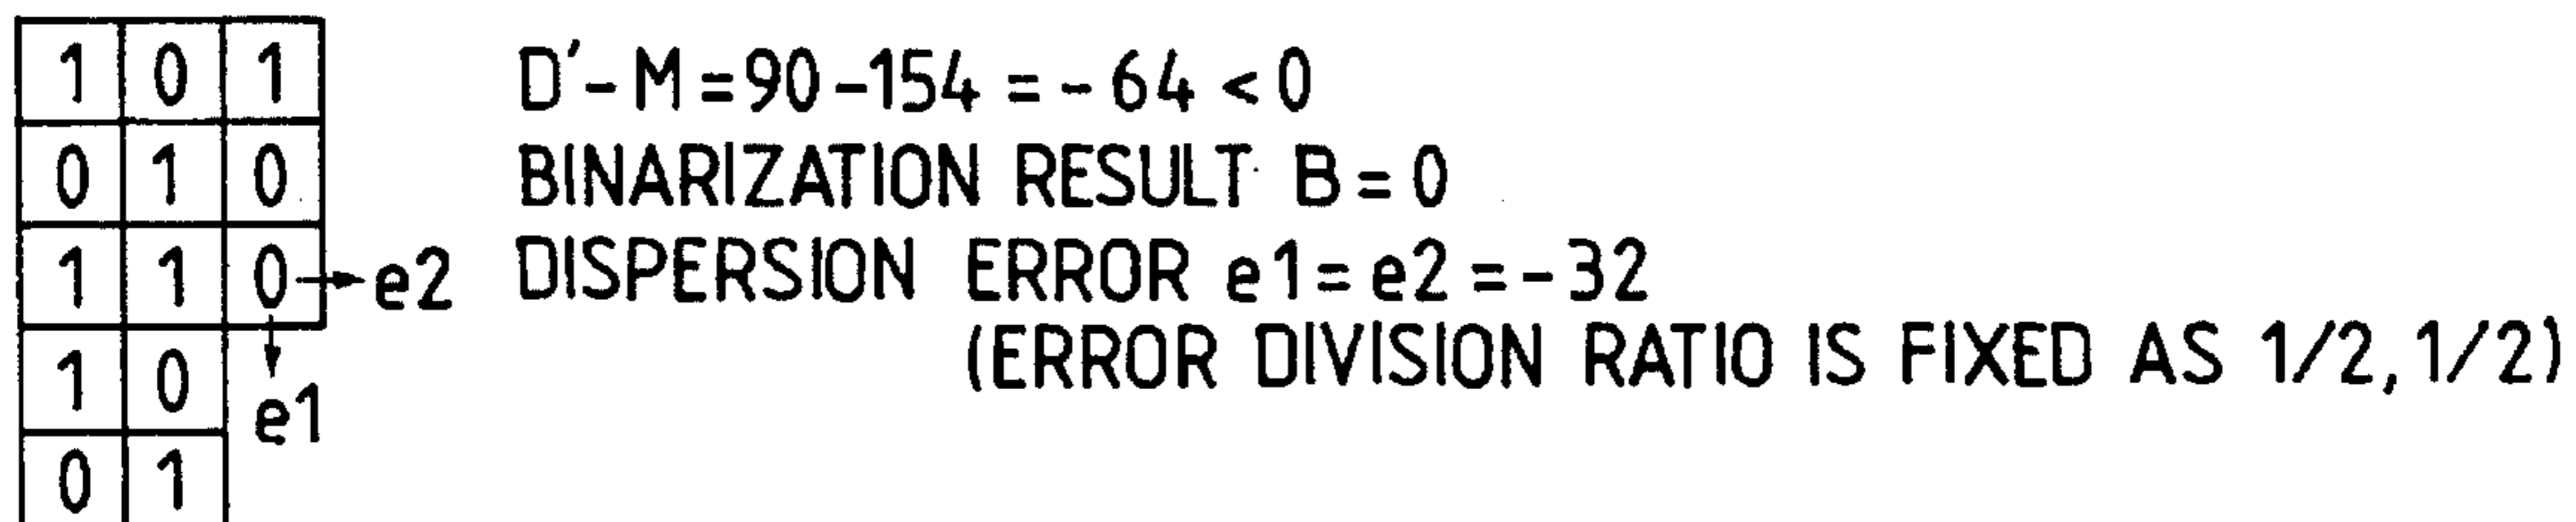 1 0 1
D′- M = 90 -154 = - 64 < 0
0 1 0
BINARIZATION RESULT B = 0
1 1 0 e2
DISPERSION ERROR e1 = e2 = - 32
1 0
(ERROR DIVISION RATIO IS FIXED AS 1/2, 1/2)
e1
0 1